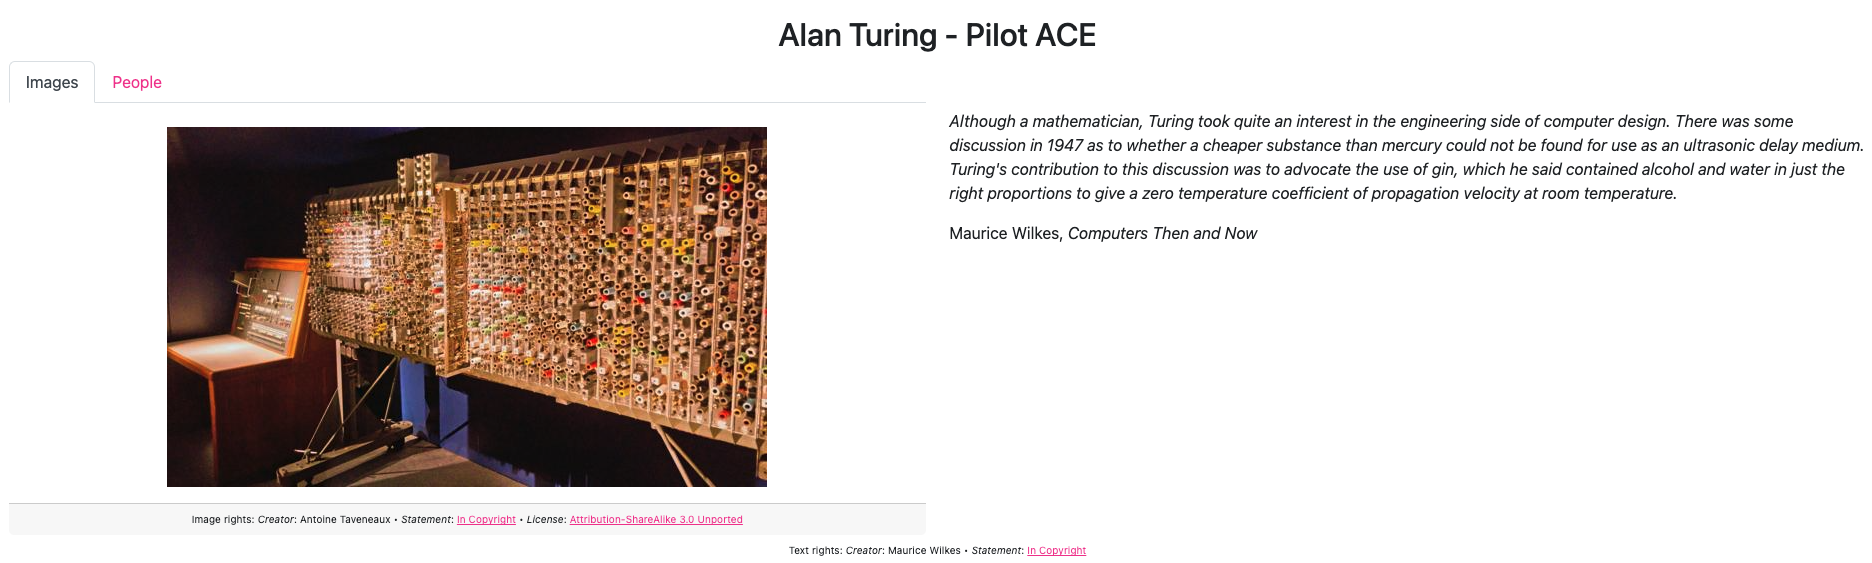 Alan Turing - Pilot ACE
Images
People
Although a mathematician, Turing took quite an interest in the engineering side of computer design. There was some
discussion in 1947 as to whether a cheaper substance than mercury could not be found for use as an ultrasonic delay medium.
Turing's contribution to this discussion was to advocate the use of gin, which he said contained alcohol and water in just the
right proportions to give a zero temperature coefficient of propagation velocity at room temperature.
Maurice Wilkes, Computers Then and Now
Image rights: Creator: Antoine Taveneaux • Statement: In Copyright • License: Attribution-ShareAlike 3.0 Unported
Text rights: Creator: Maurice Wilkes • Statement: In Copyright